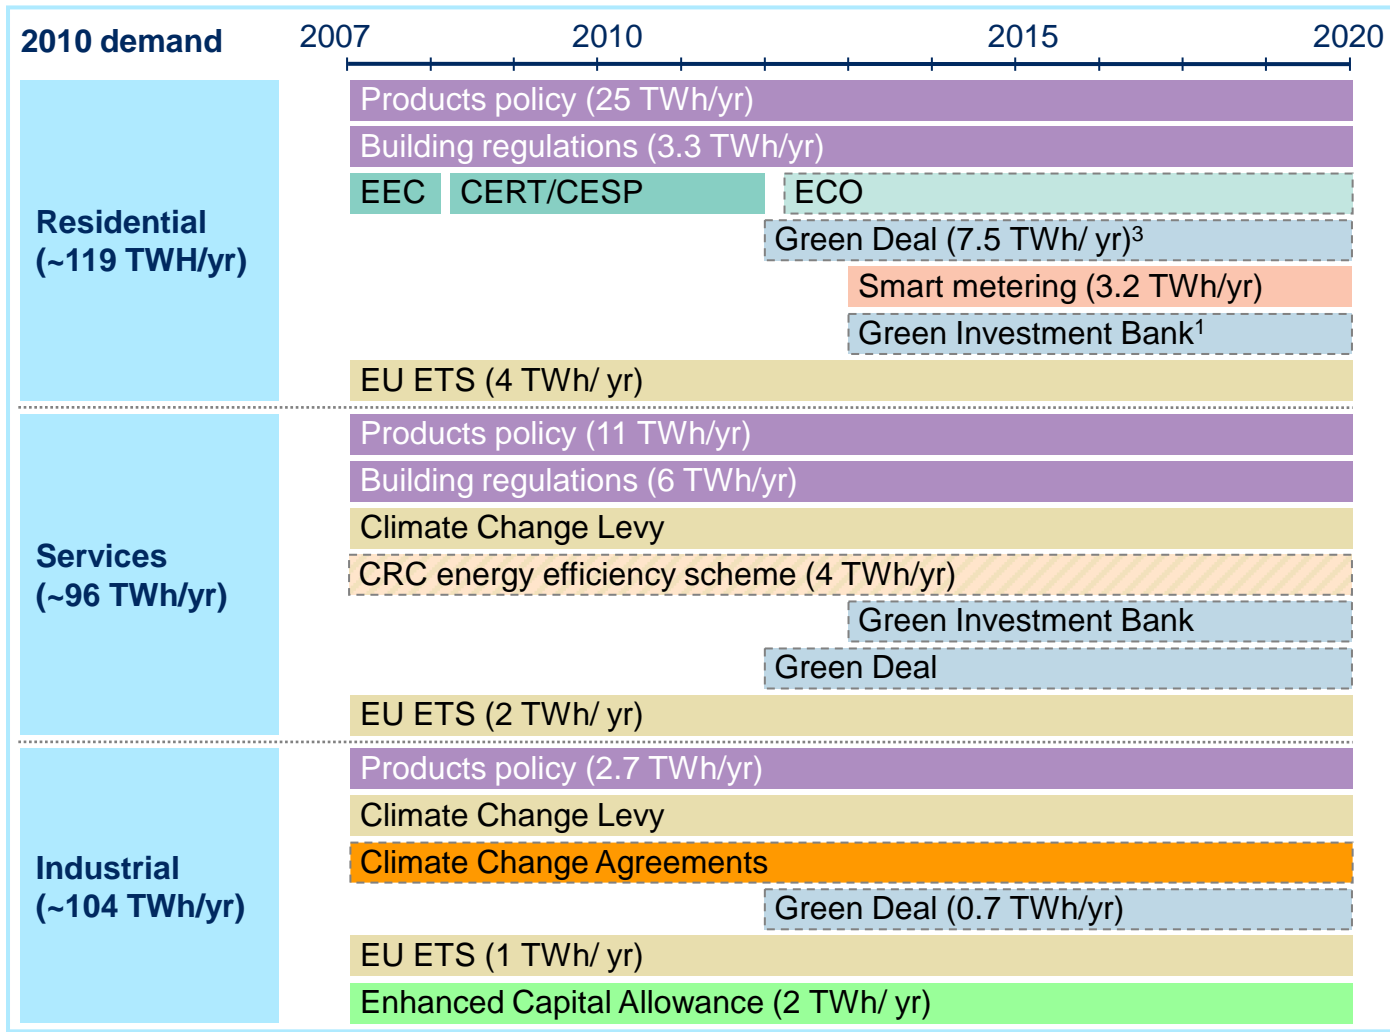 2010 demand 2007 2010 2015 2020
Residential
(~119 TWH/yr)
Products policy (25 TWh/yr)
Building regulations (3.3 TWh/yr)
EEC CERT/CESP ECO
Green Deal (7.5 TWh/ yr)³
Smart metering (3.2 TWh/yr)
Green Investment Bank¹
EU ETS (4 TWh/ yr)
Services
(~96 TWh/yr)
Products policy (11 TWh/yr)
Building regulations (6 TWh/yr)
Climate Change Levy
CRC energy efficiency scheme (4 TWh/yr)
Green Investment Bank
Green Deal
EU ETS (2 TWh/ yr)
Industrial
(~104 TWh/yr)
Products policy (2.7 TWh/yr)
Climate Change Levy
Climate Change Agreements
Green Deal (0.7 TWh/yr)
EU ETS (1 TWh/ yr)
Enhanced Capital Allowance (2 TWh/ yr)